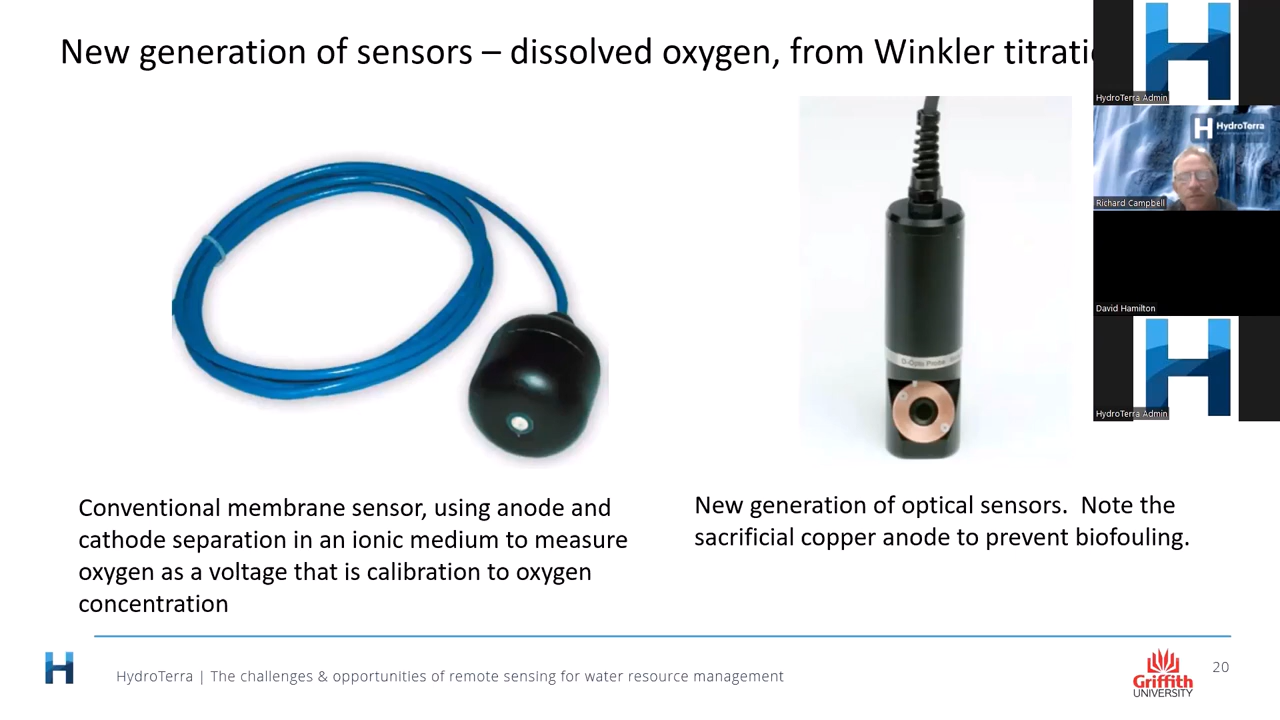 New generation of sensors – dissolved oxygen, from Winkler titrati
HydroTerra Admin
HydroTerra
Richard Campbell
David Hamilton
HydroTerra Admin
D-Opto Probe
Conventional membrane sensor, using anode and
cathode separation in an ionic medium to measure
oxygen as a voltage that is calibration to oxygen
concentration
New generation of optical sensors.  Note the
sacrificial copper anode to prevent biofouling.
HydroTerra | The challenges & opportunities of remote sensing for water resource management
Griffith
UNIVERSITY
20